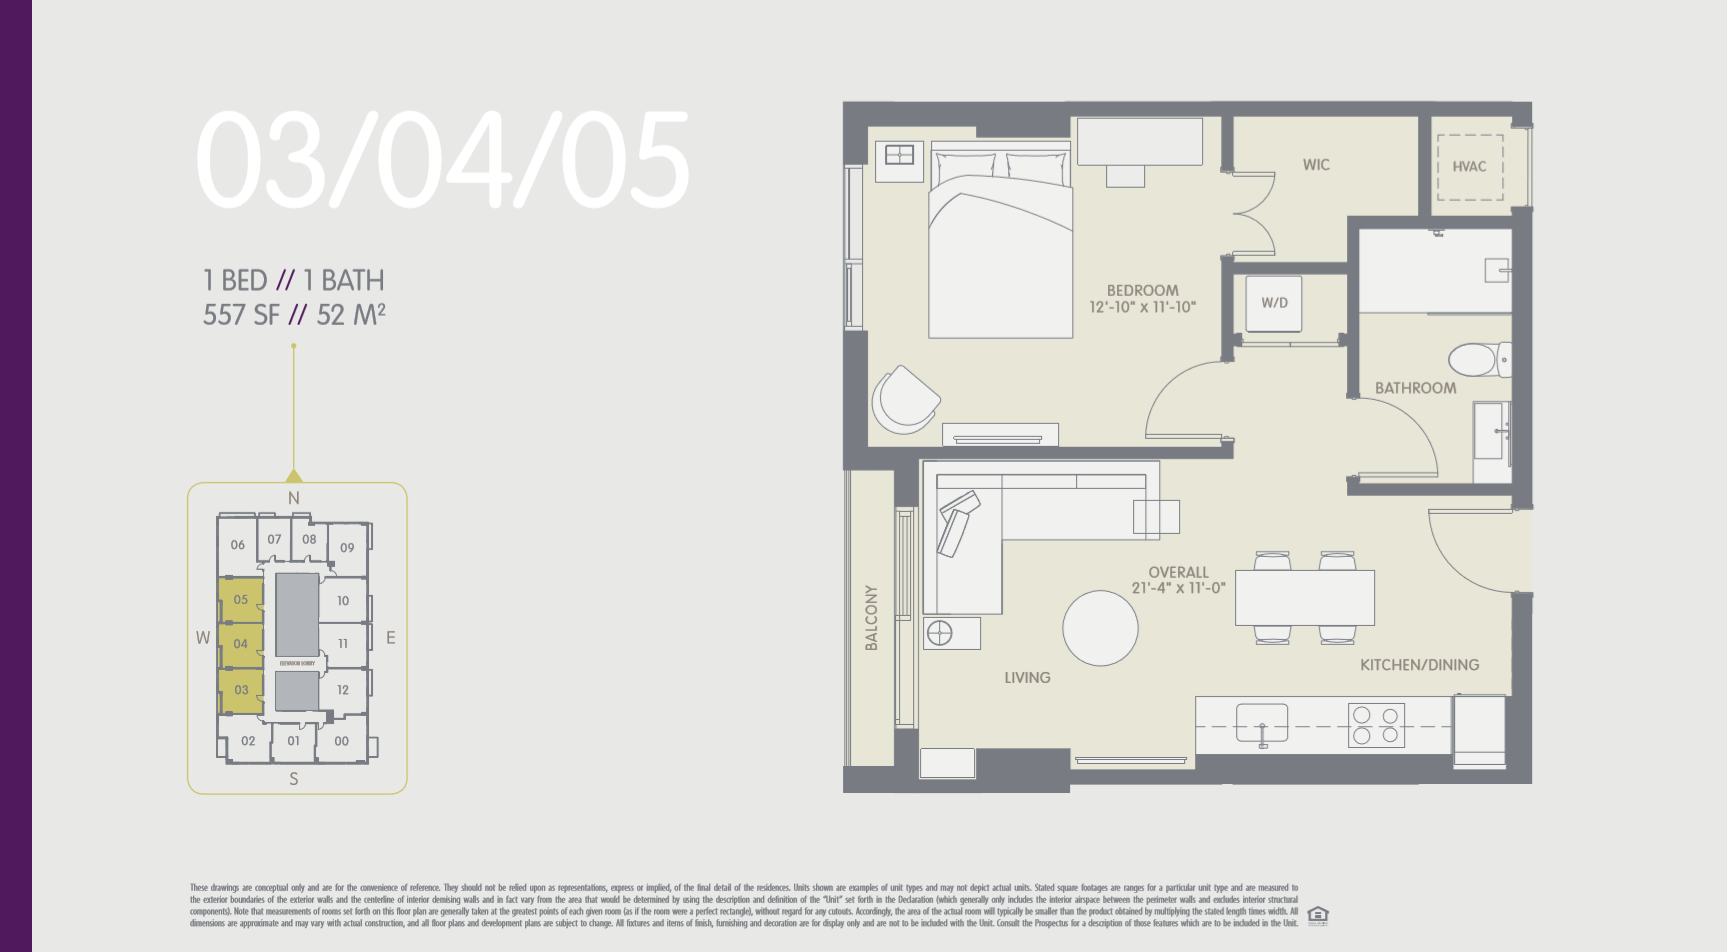 03/04/05
1 BED // 1 BATH
557 SF // 52 M²
N
06
07
08
09
05
10
W
04
11
E
ELEVATOR LOBBY
03
12
02
01
00
S
WIC
HVAC
BEDROOM
12'-10" X 11'-10"
W/D
BATHROOM
OVERALL
21'-4" X 11'-0"
BALCONY
LIVING
KITCHEN/DINING
These drawings are conceptual only and are for the convenience of reference. They should not be relied upon as representations, express or implied, of the final detail of the residences. Units shown are examples of unit types and may not depict actual units. Stated square footages are ranges for a particular unit type and are measured to
the exterior boundaries of the exterior walls and the centerline of interior demising walls and in fact vary from the area that would be determined by using the description and definition of the "Unit" set forth in the Declaration (which generally only includes the interior airspace between the perimeter walls and excludes interior structural
components). Note that measurements of rooms set forth on this floor plan are generally taken at the greatest points of each given room (as if the room were a perfect rectangle), without regard for any cutouts. Accordingly, the area of the actual room will typically be smaller than the product obtained by multiplying the stated length times width. All
dimensions are approximate and may vary with actual construction, and all floor plans and development plans are subject to change. All fixtures and items of finish, furnishing and decoration are for display only and are not to be included with the Unit. Consult the Prospectus for a description of those features which are to be included in the Unit.